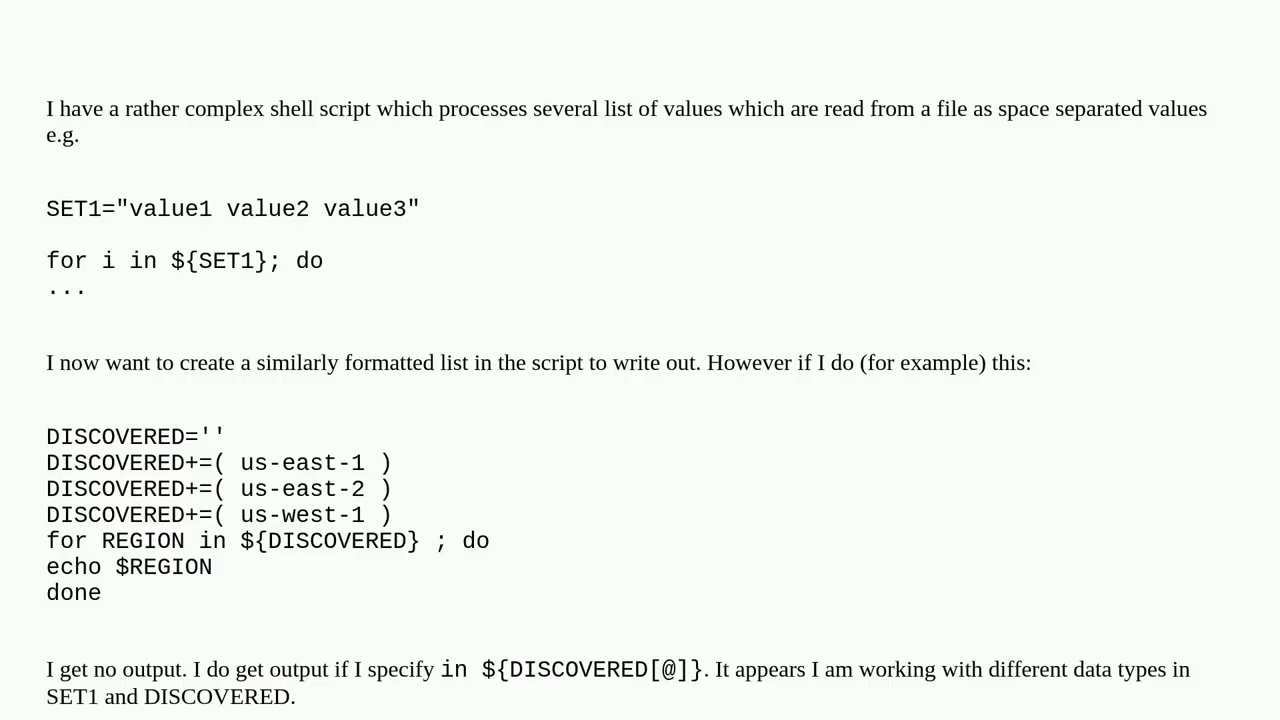 I have a rather complex shell script which processes several list of values which are read from a file as space separated values
e.g.
SET1="value1 value2 value3"
for i in ${SET1}; do
...
I now want to create a similarly formatted list in the script to write out. However if I do (for example) this:
DISCOVERED=''
DISCOVERED+=( us-east-1 )
DISCOVERED+=( us-east-2 )
DISCOVERED+=( us-west-1 )
for REGION in ${DISCOVERED} ; do
echo $REGION
done
I get no output. I do get output if I specify in ${DISCOVERED[@]}. It appears I am working with different data types in
SET1 and DISCOVERED.